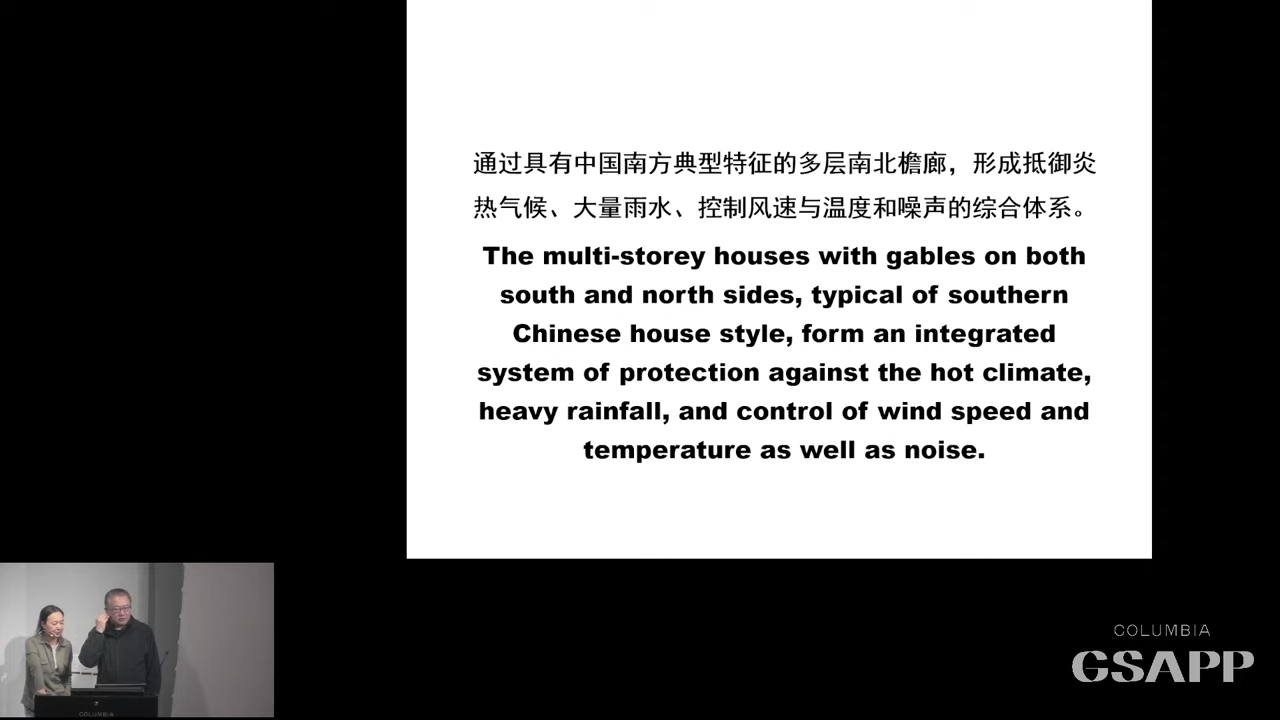 通过具有中国南方典型特征的多层南北檐廊，形成抵御炎
热气候、大量雨水、控制风速与温度和噪声的综合体系。
The multi-storey houses with gables on both
south and north sides, typical of southern
Chinese house style, form an integrated
system of protection against the hot climate,
heavy rainfall, and control of wind speed and
temperature as well as noise.
COLUMBIA
COLUMBIA
GSAPP